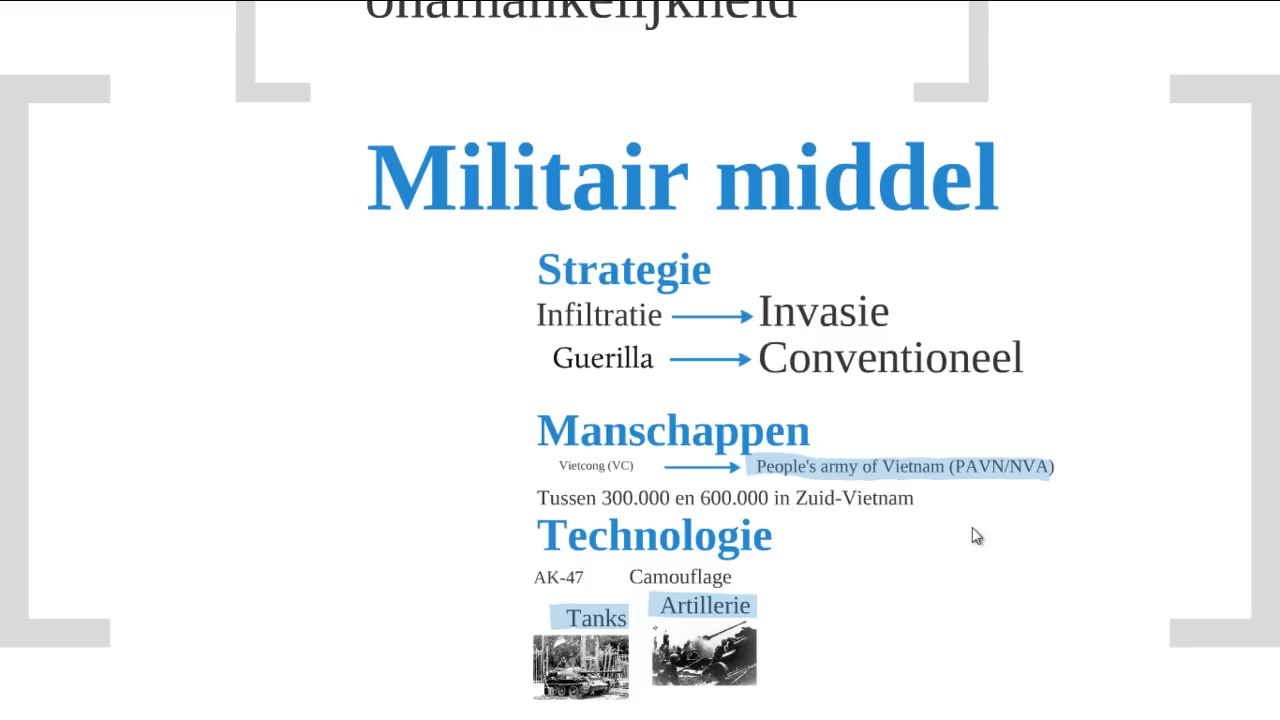 onafhankelijkheid
Militair middel
Strategie
Infiltratie Invasie
Guerilla Conventioneel
Manschappen
Vietcong (VC) People's army of Vietnam (PAVN/NVA)
Tussen 300.000 en 600.000 in Zuid-Vietnam
Technologie
AK-47 Camouflage
Tanks Artillerie